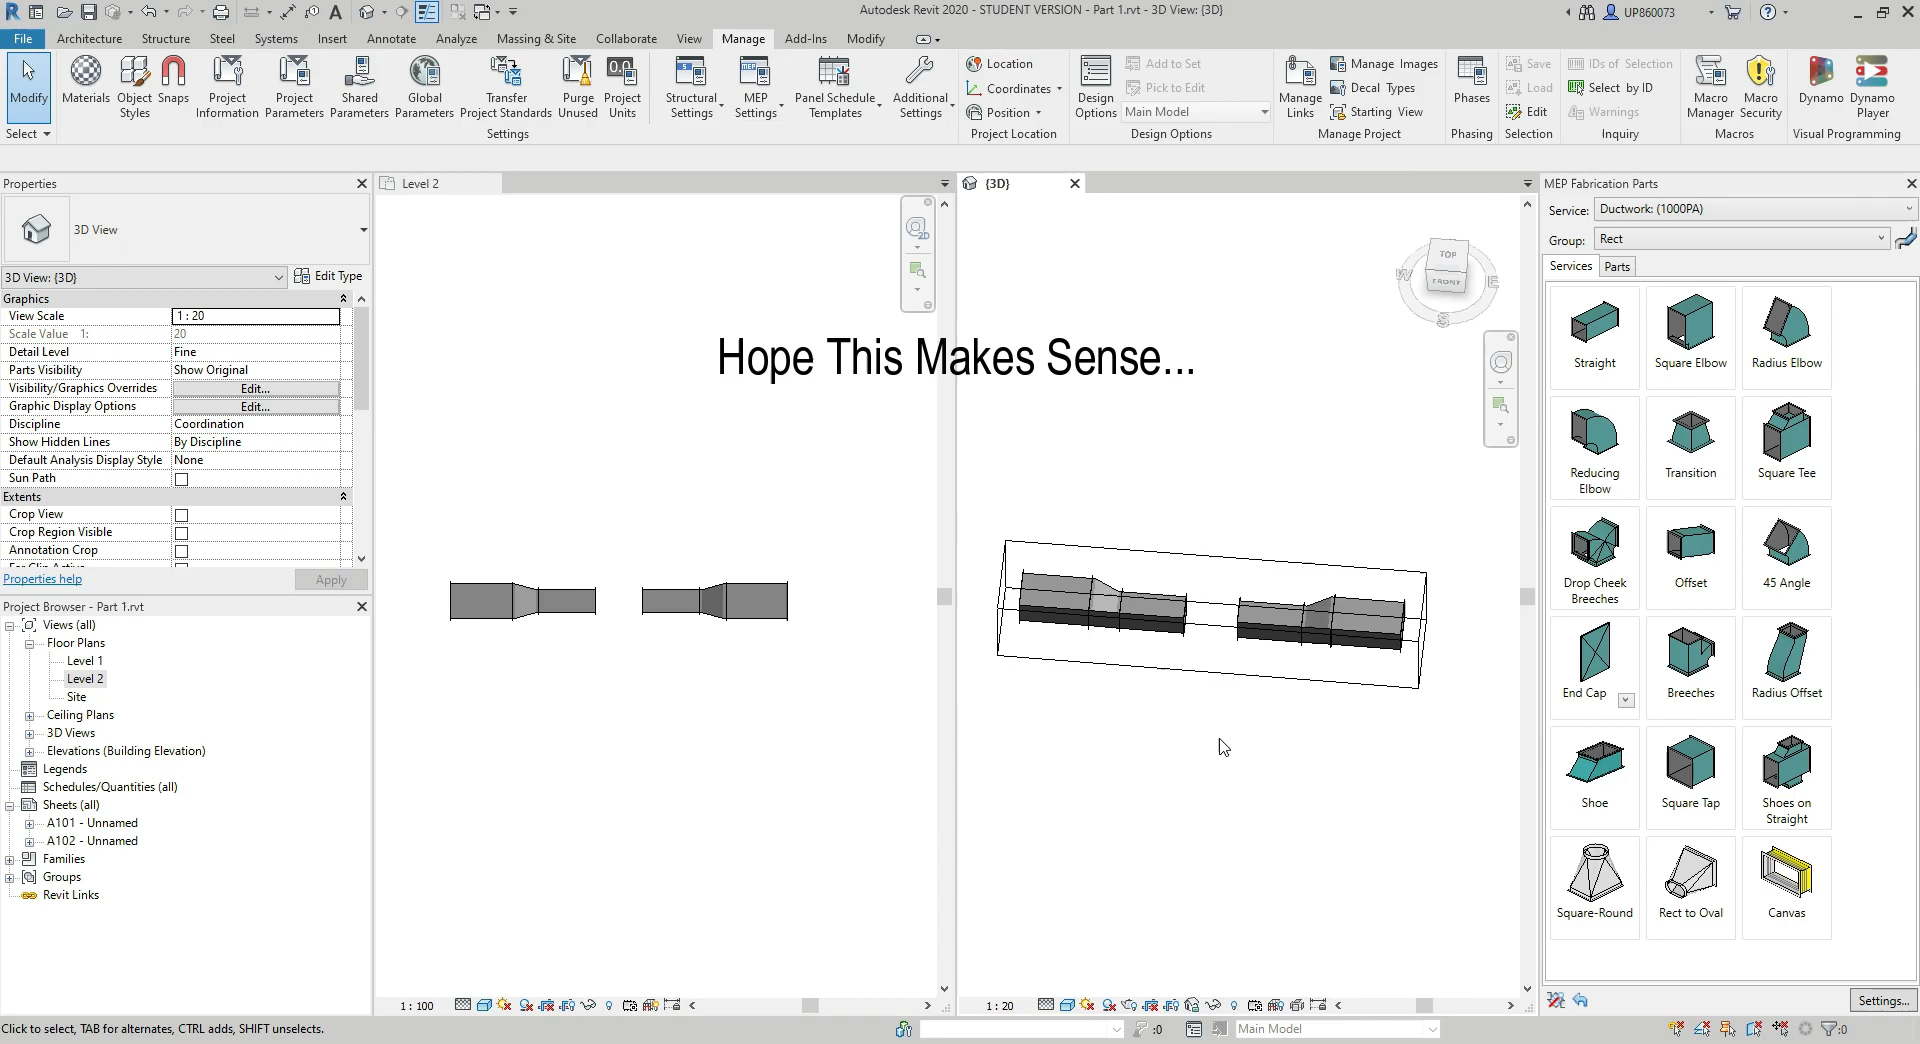 Autodesk Revit 2020 - STUDENT VERSION - Part 1.rvt - 3D View: {3D}
UP860073
File Architecture Structure Steel Systems Insert Annotate Analyze Massing & Site Collaborate View Manage Add-Ins Modify
Modify
Materials
Object Styles
Snaps
Project Information
Project Parameters
Shared Parameters
Global Parameters
Transfer Project Standards
Purge Unused
Project Units
Structural Settings
MEP Settings
Panel Schedule Templates
Additional Settings
Location
Coordinates
Position
Design Options
Add to Set
Pick to Edit
Main Model
Manage Links
Manage Images
Decal Types
Starting View
Phases
Save
Load
Edit
IDs of Selection
Select by ID
Warnings
Macro Manager
Macro Security
Dynamo
Dynamo Player
Select
Settings
Project Location
Design Options
Manage Project
Phasing
Selection
Inquiry
Macros
Visual Programming
Properties
3D View
3D View: {3D}
Edit Type
Graphics
View Scale 1 : 20
Scale Value 1: 20
Detail Level Fine
Parts Visibility Show Original
Visibility/Graphics Overrides Edit...
Graphic Display Options Edit...
Discipline Coordination
Show Hidden Lines By Discipline
Default Analysis Display Style None
Sun Path
Extents
Crop View
Crop Region Visible
Annotation Crop
Properties help
Apply
Project Browser - Part 1.rvt
Views (all)
Floor Plans
Level 1
Level 2
Site
Ceiling Plans
3D Views
Elevations (Building Elevation)
Legends
Schedules/Quantities (all)
Sheets (all)
A101 - Unnamed
A102 - Unnamed
Families
Groups
Revit Links
Level 2
2D
{3D}
TOP
FRONT
W
E
S
Hope This Makes Sense...
1 : 100
1 : 20
MEP Fabrication Parts
Service: Ductwork: (1000PA)
Group: Rect
Services Parts
Straight
Square Elbow
Radius Elbow
Reducing Elbow
Transition
Square Tee
Drop Cheek Breeches
Offset
45 Angle
End Cap
Breeches
Radius Offset
Shoe
Square Tap
Shoes on Straight
Square-Round
Rect to Oval
Canvas
Settings...
Click to select, TAB for alternates, CTRL adds, SHIFT unselects.
:0
Main Model
:0